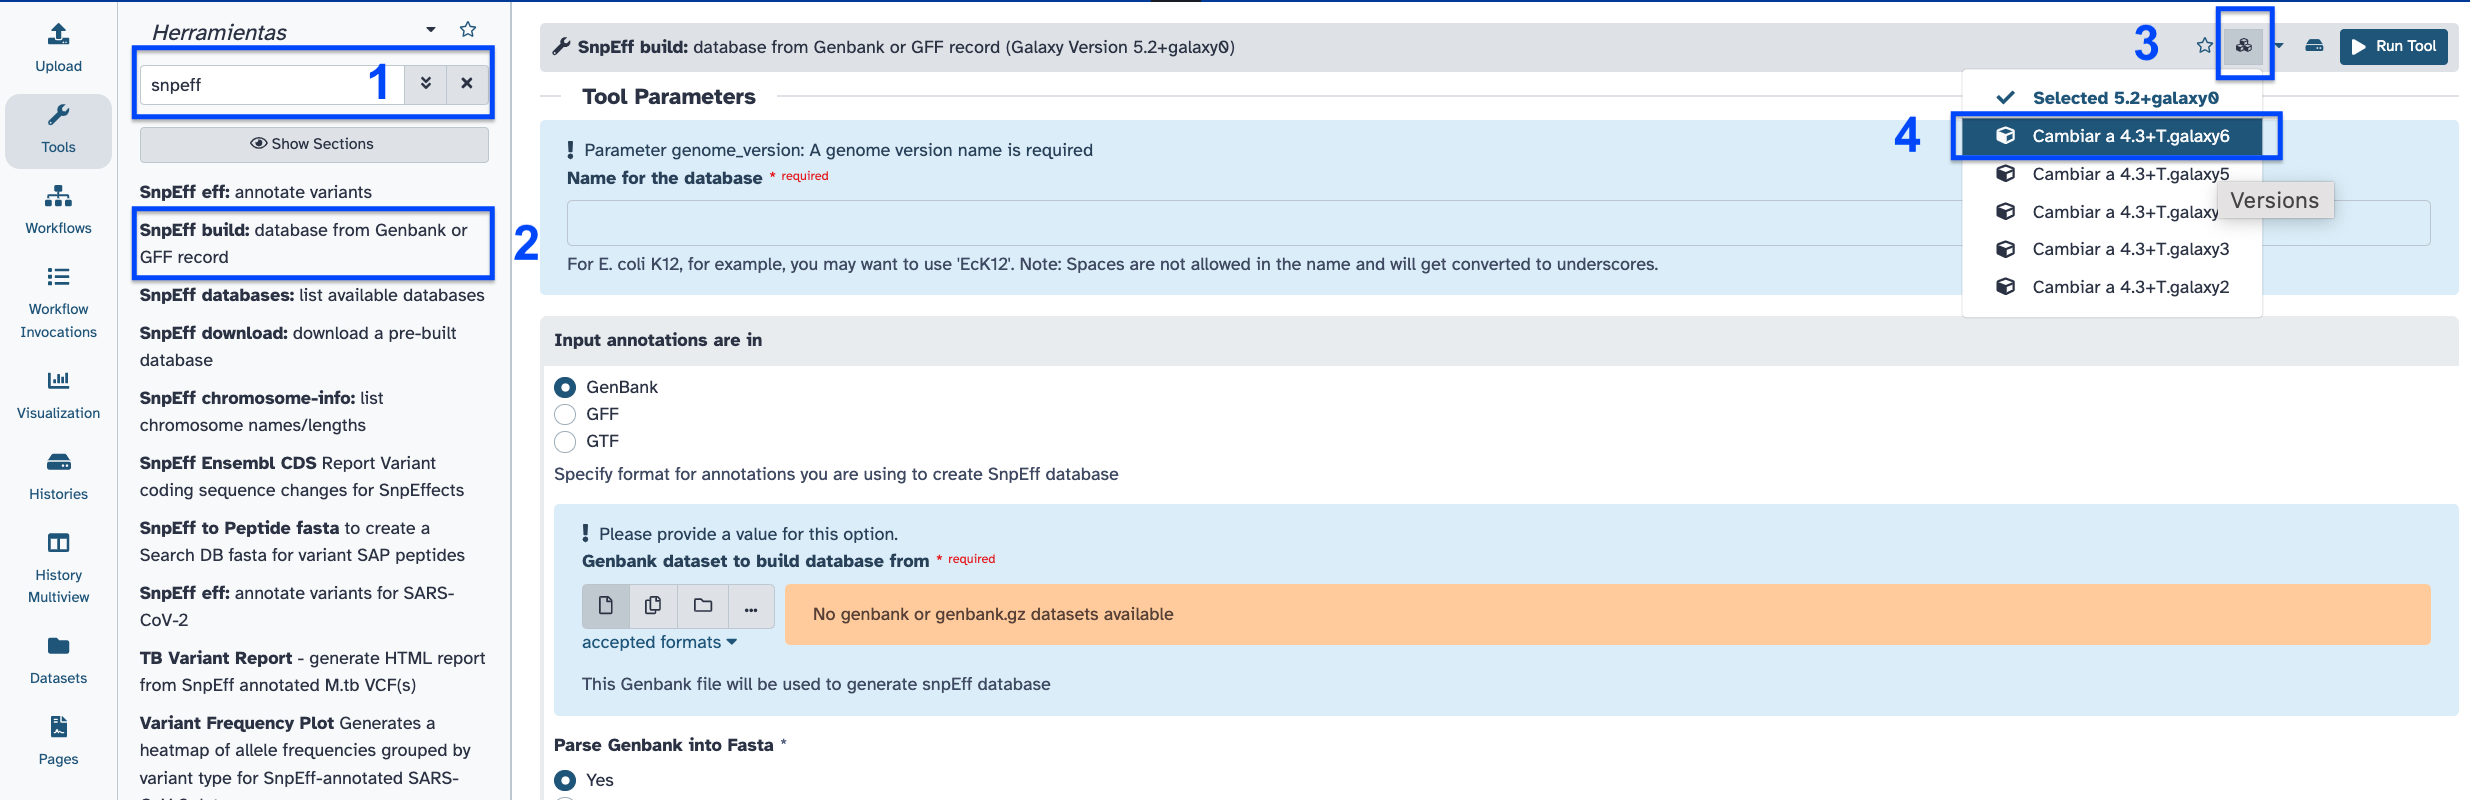 Upload
Tools
Workflows
Workflow
Invocations
Visualization
Histories
History
Multiview
Datasets
Pages
Herramientas
snpeff
1
Show Sections
SnpEff eff: annotate variants
SnpEff build: database from Genbank or
GFF record
2
SnpEff databases: list available databases
SnpEff download: download a pre-built
database
SnpEff chromosome-info: list
chromosome names/lengths
SnpEff Ensembl CDS Report Variant
coding sequence changes for SnpEffects
SnpEff to Peptide fasta to create a
Search DB fasta for variant SAP peptides
SnpEff eff: annotate variants for SARS-
CoV-2
TB Variant Report - generate HTML report
from SnpEff annotated M.tb VCF(s)
Variant Frequency Plot Generates a
heatmap of allele frequencies grouped by
variant type for SnpEff-annotated SARS-
SnpEff build: database from Genbank or GFF record (Galaxy Version 5.2+galaxy0)
3
Run Tool
Tool Parameters
Selected 5.2+galaxy0
4
Cambiar a 4.3+T.galaxy6
Cambiar a 4.3+T.galaxy5
Cambiar a 4.3+T.galaxy
Versions
Cambiar a 4.3+T.galaxy3
Cambiar a 4.3+T.galaxy2
Parameter genome_version: A genome version name is required
Name for the database * required
For E. coli K12, for example, you may want to use 'EcK12'. Note: Spaces are not allowed in the name and will get converted to underscores.
Input annotations are in
GenBank
GFF
GTF
Specify format for annotations you are using to create SnpEff database
Please provide a value for this option.
Genbank dataset to build database from * required
...
No genbank or genbank.gz datasets available
accepted formats
This Genbank file will be used to generate snpEff database
Parse Genbank into Fasta *
Yes